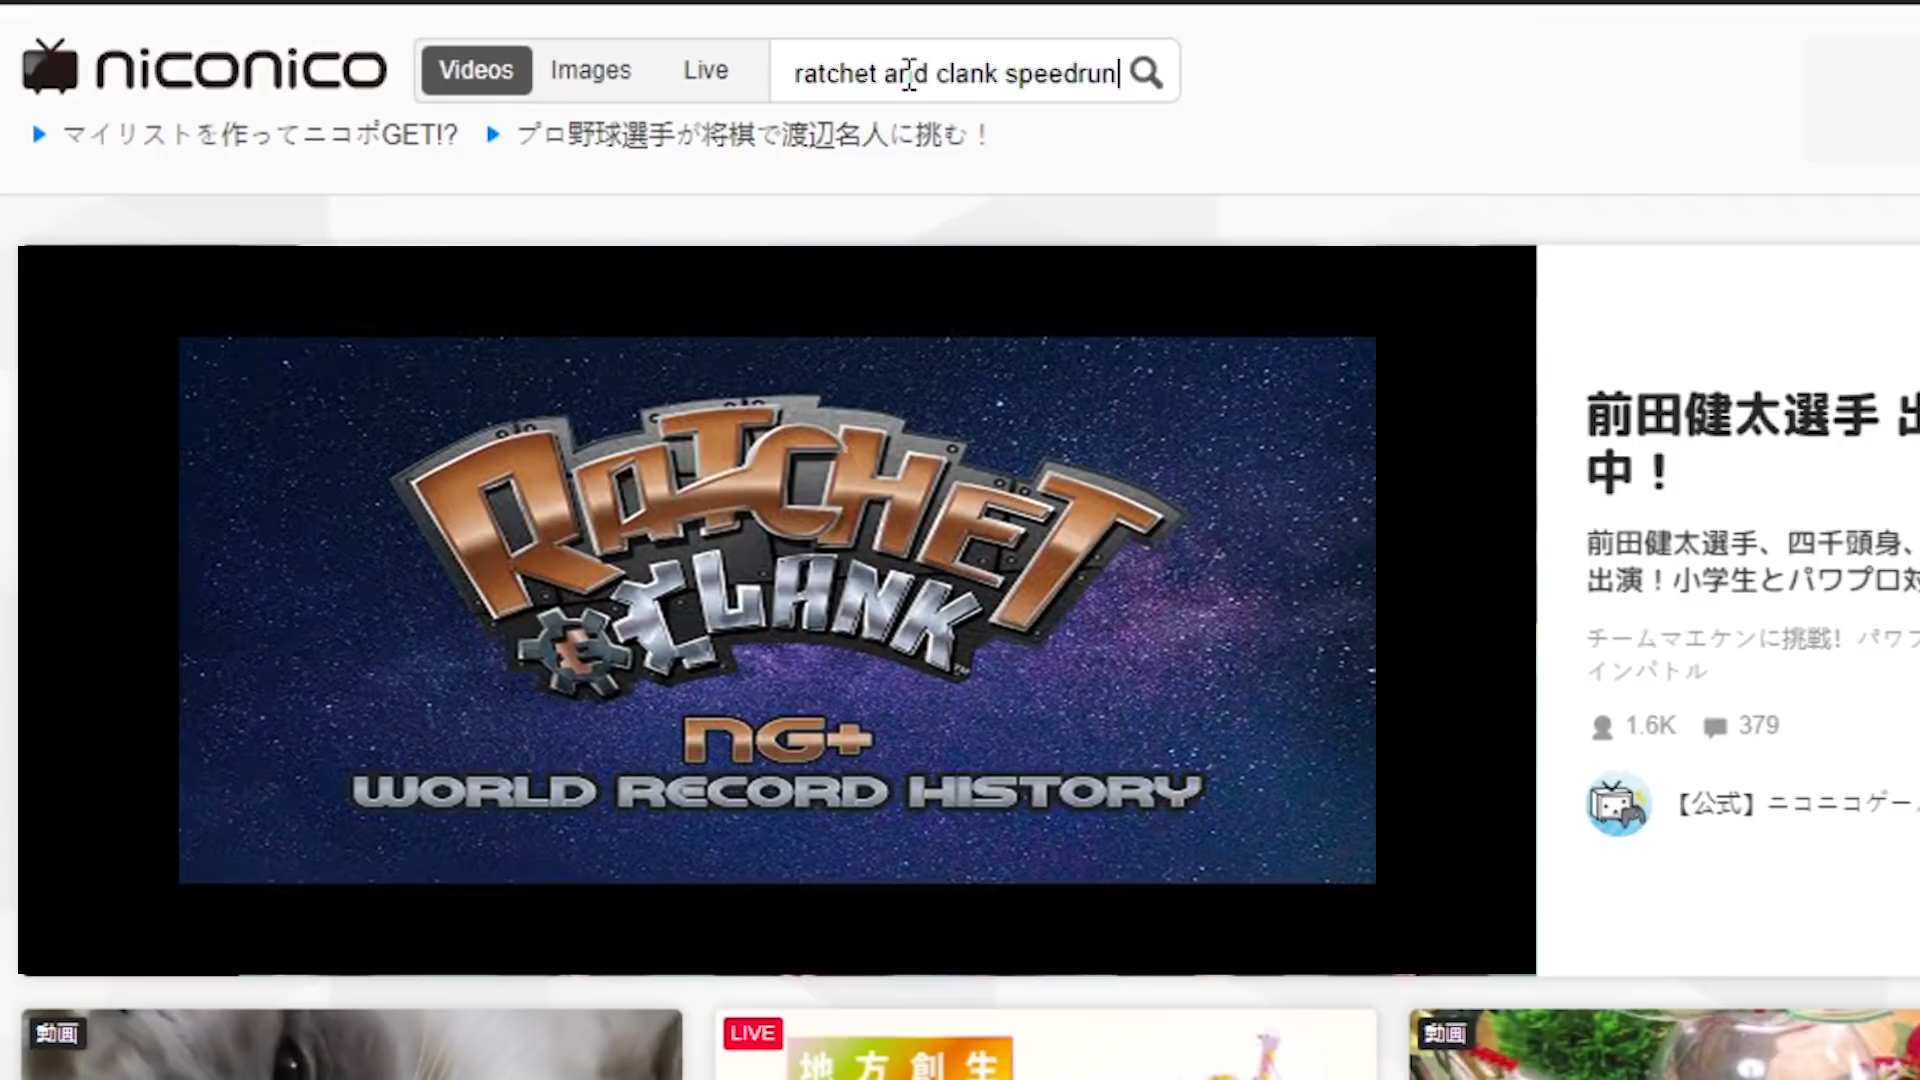 niconico
Videos Images Live ratchet and clank speedrun
マイリストを作ってニコポGET!? プロ野球選手が将棋で渡辺名人に挑む！
RATCHET
CLANK™
NG+
WORLD RECORD HISTORY
前田健太選手 出
中！
前田健太選手、四千頭身、
出演！小学生とパワプロ対
チームマエケンに挑戦! パワプ
インバトル
1.6K 379
【公式】ニコニコゲー
動画
LIVE
地方創生
動画